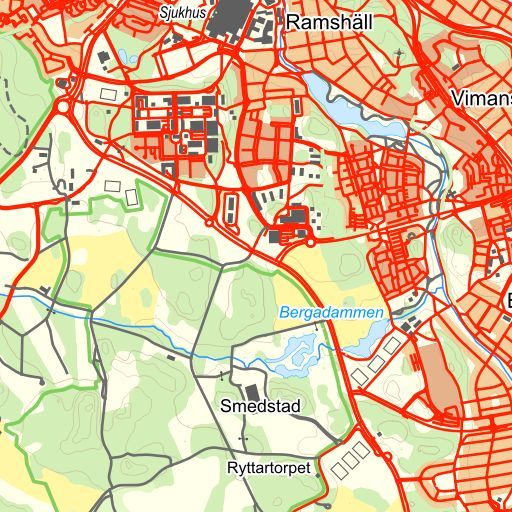 Sjukhus
Ramshäll
Vimans
Bergadammen
Smedstad
Ryttartorpet